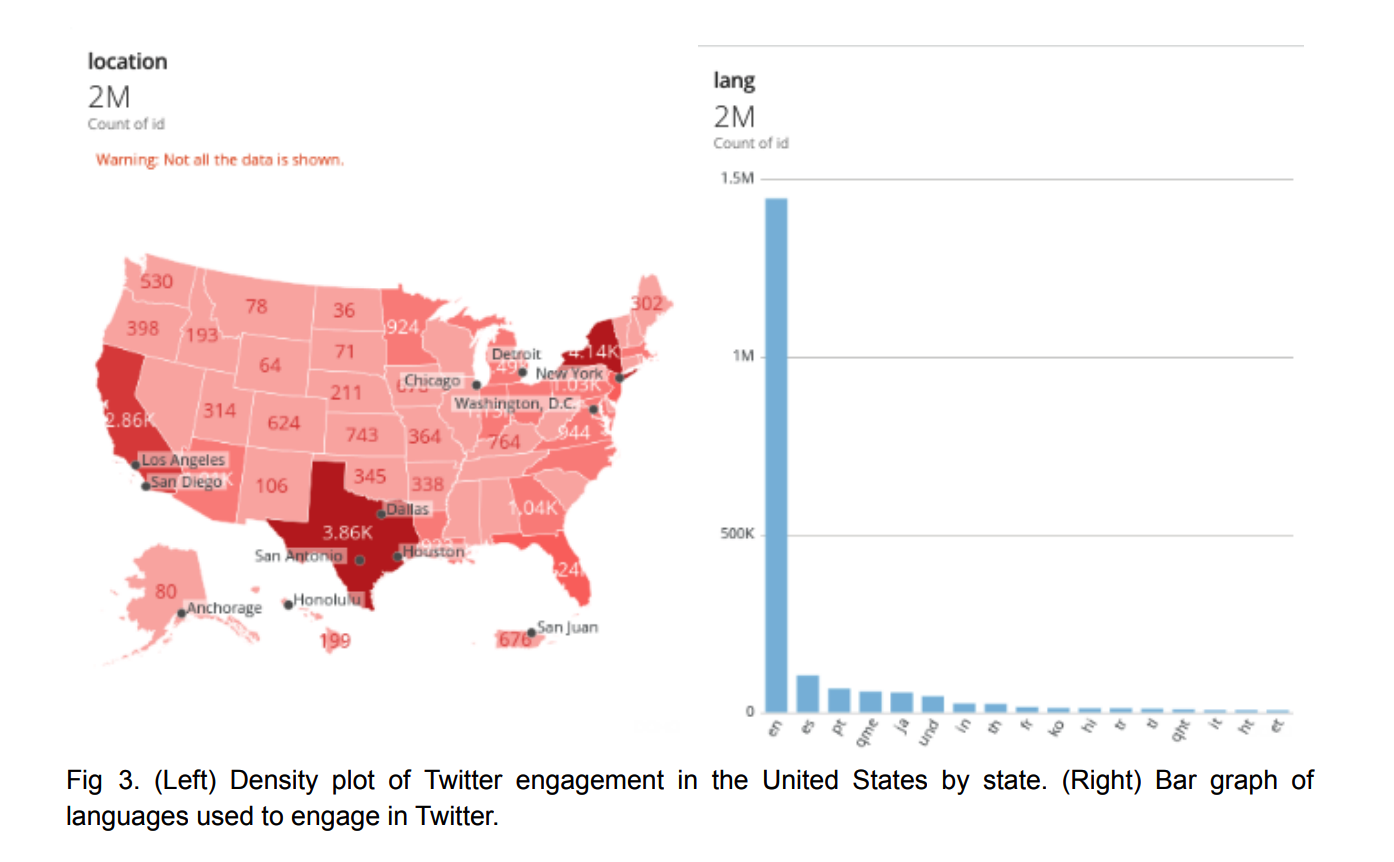 location
2M
Count of id
Warning: Not all the data is shown.
530
78
36
924
302
398
193
71
Detroit
4.14K
64
Chicago
New York
211
1.03K
Washington, D.C.
314
624
2.86K
743
364
764
944
Los Angeles
San Diego
106
345
338
Dallas
1.04K
3.86K
San Antonio
Houston
80
Anchorage
Honolulu
199
San Juan
676
lang
2M
Count of id
1.5M
1M
500K
0
en
es
pt
qme
ja
und
in
th
fr
ko
hi
tr
tl
qht
it
ht
et
Fig 3. (Left) Density plot of Twitter engagement in the United States by state. (Right) Bar graph of
languages used to engage in Twitter.